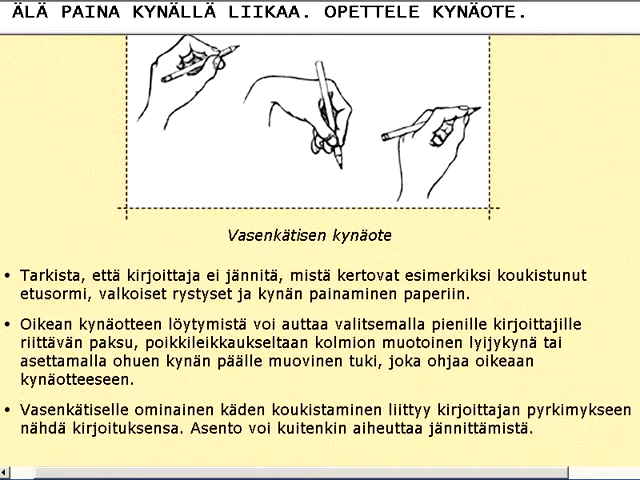 ÄLÄ PAINA KYNÄLLÄ LIIKAA. OPETTELE KYNÄOTE.
Vasenkätisen kynäote
• Tarkista, että kirjoittaja ei jännitä, mistä kertovat esimerkiksi koukistunut
etusormi, valkoiset rystyset ja kynän painaminen paperiin.
• Oikean kynäotteen löytymistä voi auttaa valitsemalla pienille kirjoittajille
riittävän paksu, poikkileikkaukseltaan kolmion muotoinen lyijykynä tai
asettamalla ohuen kynän päälle muovinen tuki, joka ohjaa oikeaan
kynäotteeseen.
• Vasenkätiselle ominainen käden koukistaminen liittyy kirjoittajan pyrkimykseen
nähdä kirjoituksensa. Asento voi kuitenkin aiheuttaa jännittämistä.